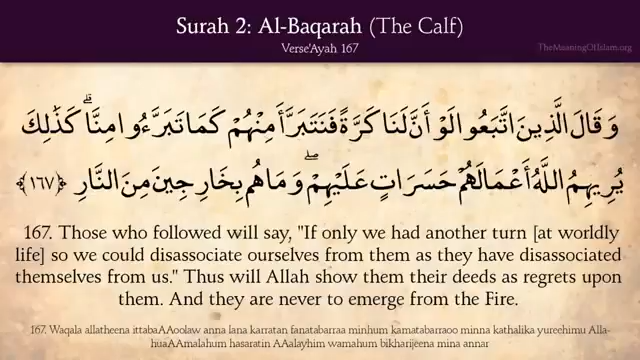 Surah 2: Al-Baqarah (The Calf)
Verse'Ayah 167
TheMeaningOfIslam.org
وَقَالَ الَّذِينَ اتَّبَعُوا لَوْ أَنَّ لَنَا كَرَّةً فَنَتَبَرَّأَ مِنْهُمْ كَمَا تَبَرَّءُوا مِنَّا ۗ كَذَٰلِكَ
يُرِيهِمُ اللَّهُ أَعْمَالَهُمْ حَسَرَاتٍ عَلَيْهِمْ ۖ وَمَا هُم بِخَارِجِينَ مِنَ النَّارِ ﴿١٦٧﴾
167. Those who followed will say, "If only we had another turn [at worldly
life] so we could disassociate ourselves from them as they have disassociated
themselves from us." Thus will Allah show them their deeds as regrets upon
them. And they are never to emerge from the Fire.
167. Waqala allatheena ittabaAAoolaw anna lana karratan fanatabarraa minhum kamatabarraoo minna kathalika yureehimu Alla-
huaAAmalahum hasaratin AAalayhim wamahum bikharijeena mina annar